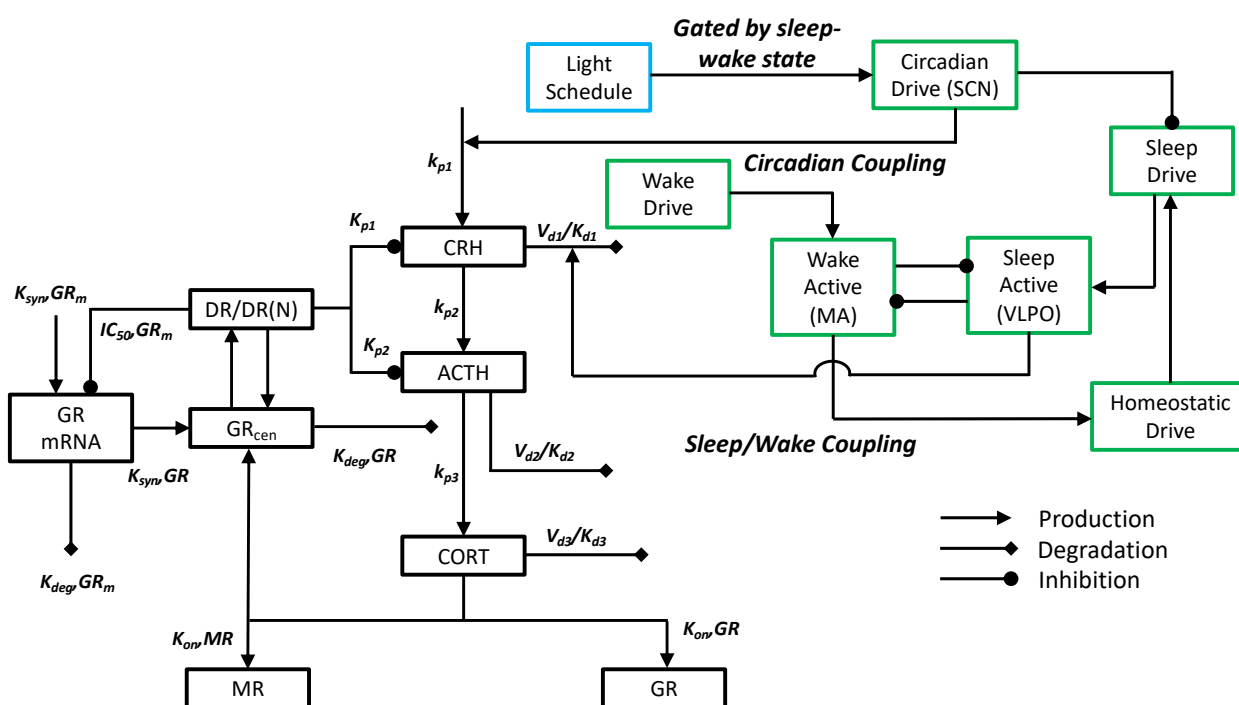 Gated by sleep-
wake state
Light
Schedule
Circadian
Drive (SCN)
k_p1
Circadian Coupling
Sleep
Drive
Wake
Drive
K_p1
CRH
V_d1/K_d1
Wake
Active
(MA)
Sleep
Active
(VLPO)
K_syn,GR_m
DR/DR(N)
IC_50,GR_m
k_p2
K_p2
ACTH
GR
mRNA
GR_cen
K_syn,GR
K_deg,GR
V_d2/K_d2
k_p3
Sleep/Wake Coupling
Homeostatic
Drive
K_deg,GR_m
CORT
V_d3/K_d3
Production
Degradation
Inhibition
K_on,MR
K_on,GR
MR
GR